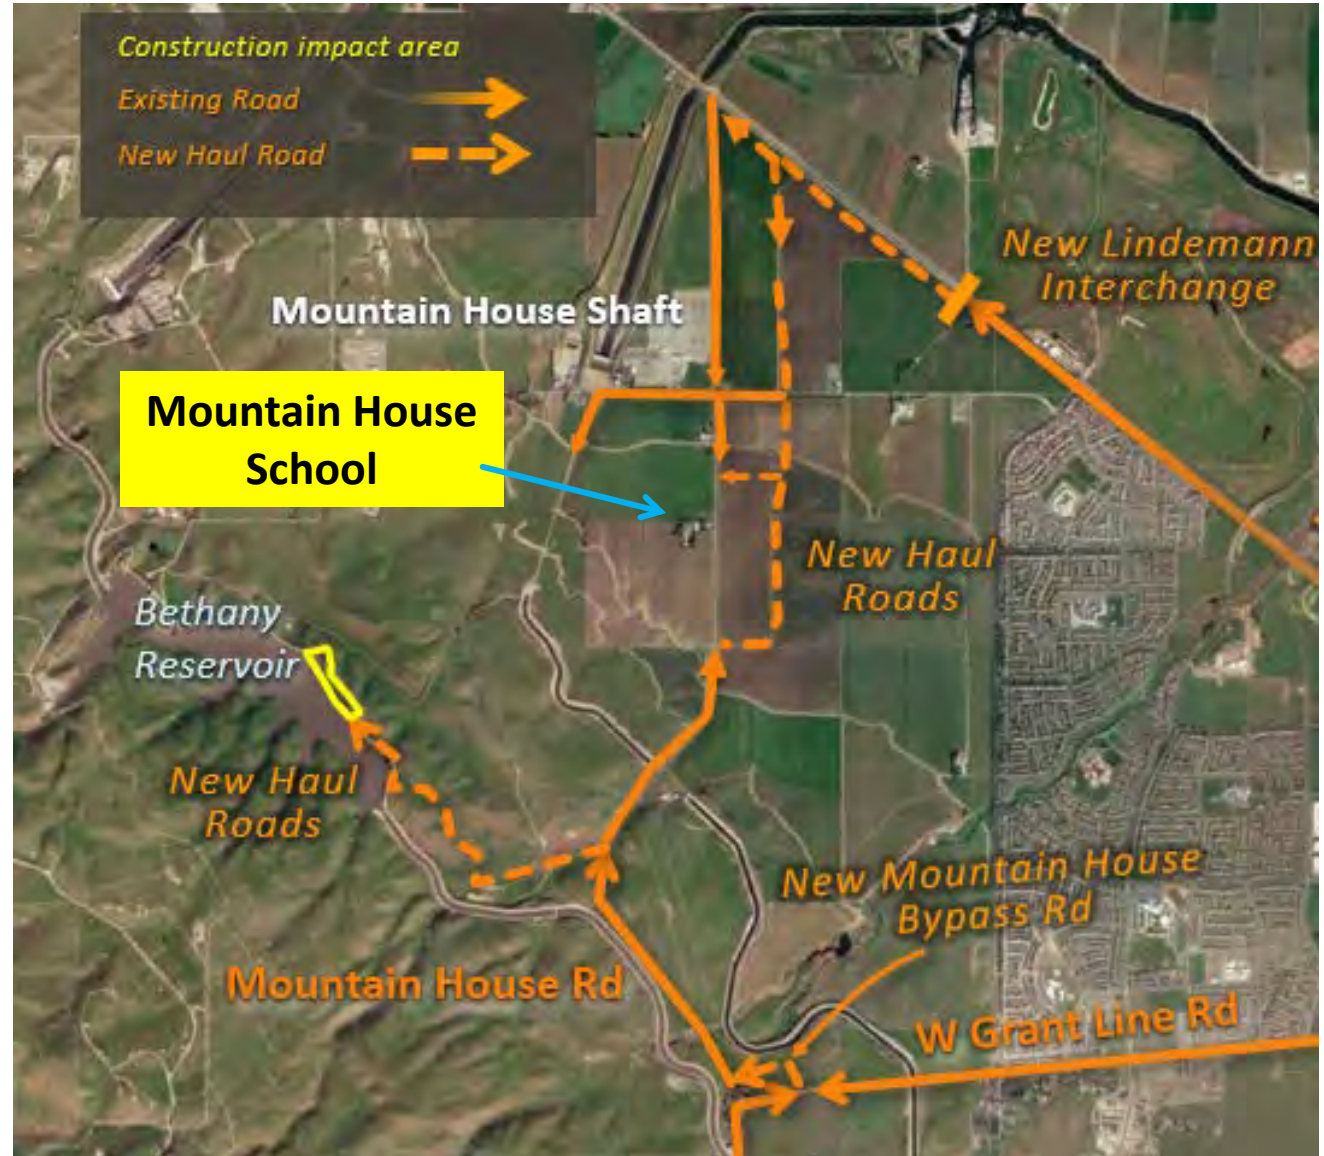 Construction impact area
Existing Road
New Haul Road
New Lindemann
Interchange
Mountain House Shaft
Mountain House
School
New Haul
Roads
Bethany
Reservoir
New Haul
Roads
New Mountain House
Bypass Rd
Mountain House Rd
W Grant Line Rd